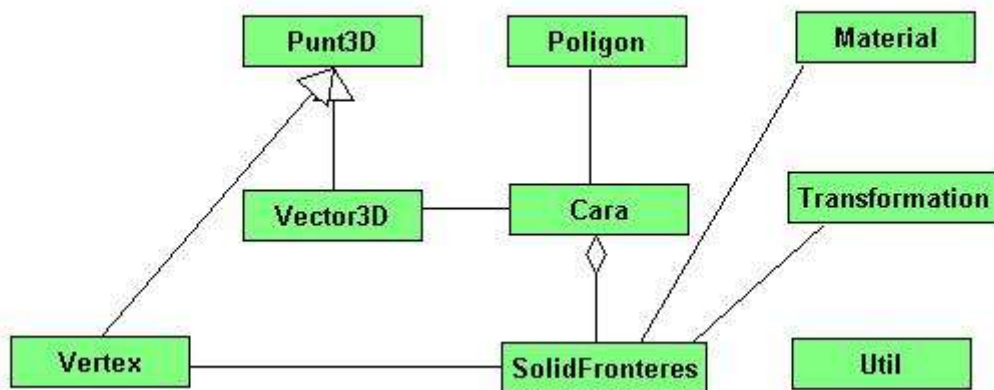 Punt3D
Poligon
Material
Vector3D
Cara
Transformation
Vertex
SolidFronteres
Util